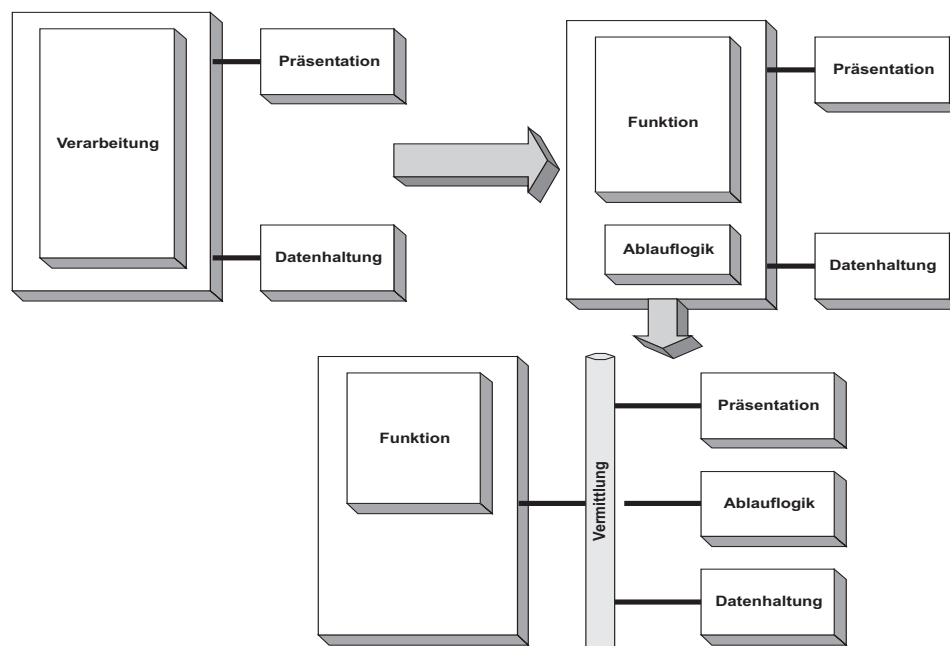 Verarbeitung
Präsentation
Datenhaltung
Funktion
Ablauflogik
Präsentation
Datenhaltung
Funktion
Vermittlung
Präsentation
Ablauflogik
Datenhaltung